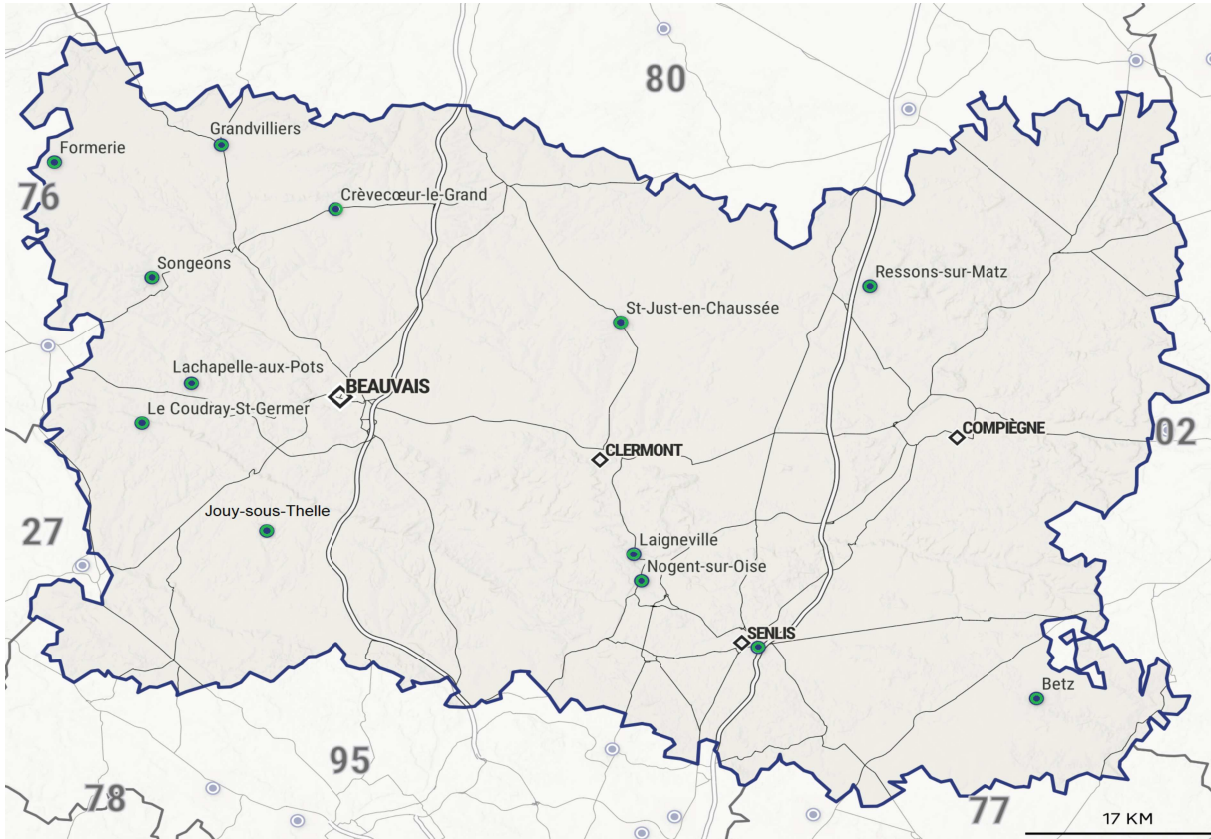 80
Grandvilliers
Formerie
76
Crèvecœur-le-Grand
Songeons
Ressons-sur-Matz
St-Just-en-Chaussée
Lachapelle-aux-Pots
BEAUVAIS
Le Coudray-St-Germer
COMPIÈGNE
02
CLERMONT
Jouy-sous-Thelle
27
Laigneville
Nogent-sur-Oise
SENLIS
Betz
95
78
77
17 KM